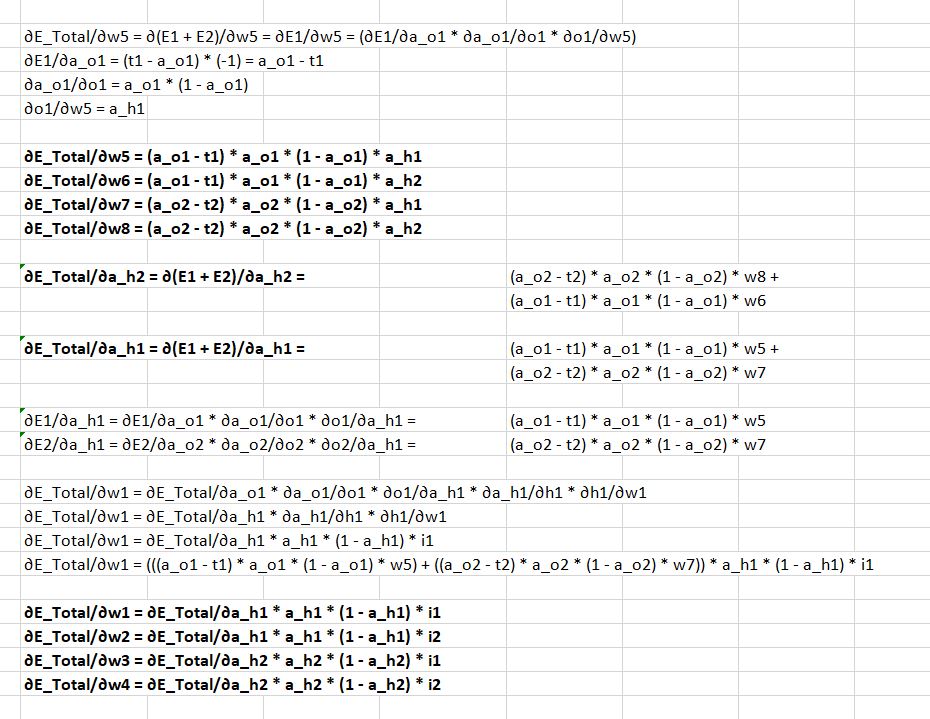 ∂E_Total/∂w5 = ∂(E1 + E2)/∂w5 = ∂E1/∂w5 = (∂E1/∂a_o1 * ∂a_o1/∂o1 * ∂o1/∂w5)
∂E1/∂a_o1 = (t1 - a_o1) * (-1) = a_o1 - t1
∂a_o1/∂o1 = a_o1 * (1 - a_o1)
∂o1/∂w5 = a_h1
∂E_Total/∂w5 = (a_o1 - t1) * a_o1 * (1 - a_o1) * a_h1
∂E_Total/∂w6 = (a_o1 - t1) * a_o1 * (1 - a_o1) * a_h2
∂E_Total/∂w7 = (a_o2 - t2) * a_o2 * (1 - a_o2) * a_h1
∂E_Total/∂w8 = (a_o2 - t2) * a_o2 * (1 - a_o2) * a_h2
∂E_Total/∂a_h2 = ∂(E1 + E2)/∂a_h2 = (a_o2 - t2) * a_o2 * (1 - a_o2) * w8 +
(a_o1 - t1) * a_o1 * (1 - a_o1) * w6
∂E_Total/∂a_h1 = ∂(E1 + E2)/∂a_h1 = (a_o1 - t1) * a_o1 * (1 - a_o1) * w5 +
(a_o2 - t2) * a_o2 * (1 - a_o2) * w7
∂E1/∂a_h1 = ∂E1/∂a_o1 * ∂a_o1/∂o1 * ∂o1/∂a_h1 = (a_o1 - t1) * a_o1 * (1 - a_o1) * w5
∂E2/∂a_h1 = ∂E2/∂a_o2 * ∂a_o2/∂o2 * ∂o2/∂a_h1 = (a_o2 - t2) * a_o2 * (1 - a_o2) * w7
∂E_Total/∂w1 = ∂E_Total/∂a_o1 * ∂a_o1/∂o1 * ∂o1/∂a_h1 * ∂a_h1/∂h1 * ∂h1/∂w1
∂E_Total/∂w1 = ∂E_Total/∂a_h1 * ∂a_h1/∂h1 * ∂h1/∂w1
∂E_Total/∂w1 = ∂E_Total/∂a_h1 * a_h1 * (1 - a_h1) * i1
∂E_Total/∂w1 = (((a_o1 - t1) * a_o1 * (1 - a_o1) * w5) + ((a_o2 - t2) * a_o2 * (1 - a_o2) * w7)) * a_h1 * (1 - a_h1) * i1
∂E_Total/∂w1 = ∂E_Total/∂a_h1 * a_h1 * (1 - a_h1) * i1
∂E_Total/∂w2 = ∂E_Total/∂a_h1 * a_h1 * (1 - a_h1) * i2
∂E_Total/∂w3 = ∂E_Total/∂a_h2 * a_h2 * (1 - a_h2) * i1
∂E_Total/∂w4 = ∂E_Total/∂a_h2 * a_h2 * (1 - a_h2) * i2